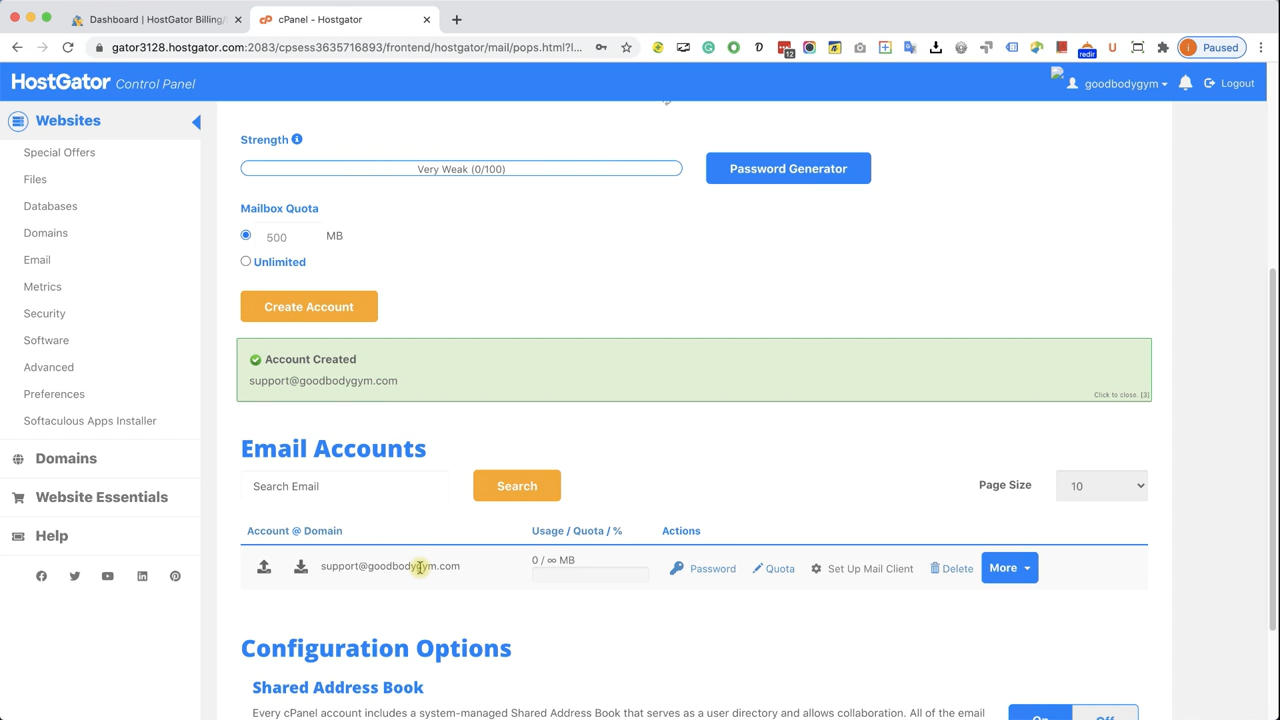 Dashboard | HostGator Billing/
cPanel - Hostgator
gator3128.hostgator.com:2083/cpsess3635716893/frontend/hostgator/mail/pops.html?l...
12
redir
U
i Paused
HostGator Control Panel
goodbodygym
Logout
Websites
Special Offers
Files
Databases
Domains
Email
Metrics
Security
Software
Advanced
Preferences
Softaculous Apps Installer
Domains
Website Essentials
Help
Strength
Very Weak (0/100)
Password Generator
Mailbox Quota
500 MB
Unlimited
Create Account
Account Created
support@goodbodygym.com
Click to close. [3]
Email Accounts
Search Email
Search
Page Size
10
Account @ Domain
Usage / Quota / %
Actions
support@goodbodygym.com
0 / ∞ MB
Password
Quota
Set Up Mail Client
Delete
More
Configuration Options
Shared Address Book
Every cPanel account includes a system-managed Shared Address Book that serves as a user directory and allows collaboration. All of the email
On
Off